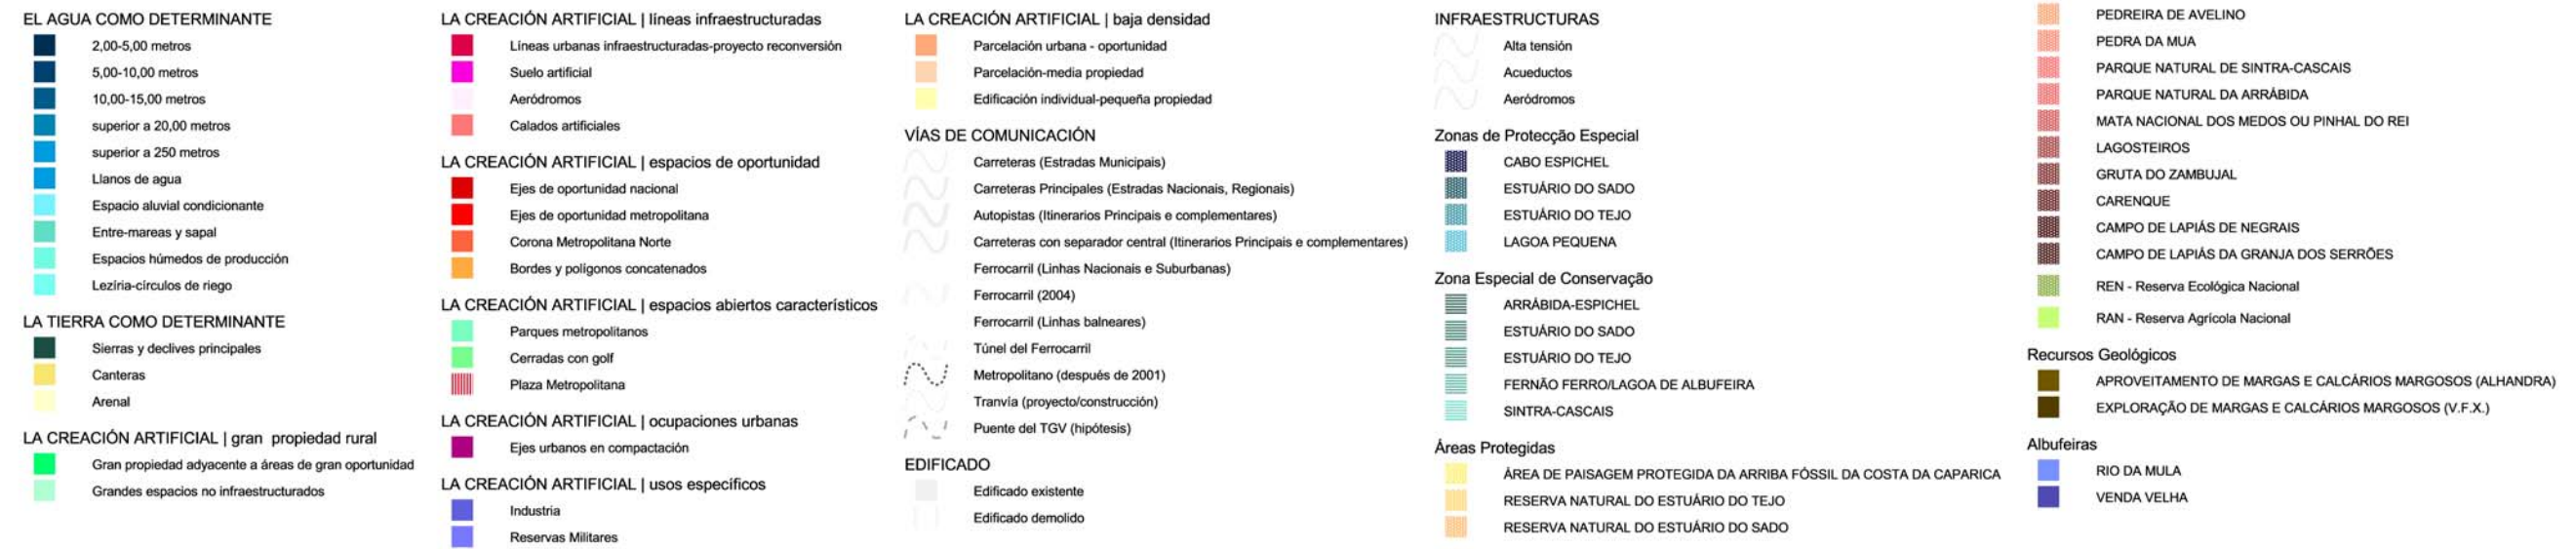 EL AGUA COMO DETERMINANTE
2,00-5,00 metros
5,00-10,00 metros
10,00-15,00 metros
superior a 20,00 metros
superior a 250 metros
Llanos de agua
Espacio aluvial condicionante
Entre-mareas y sapal
Espacios húmedos de producción
Lezíria-círculos de riego
LA TIERRA COMO DETERMINANTE
Sierras y declives principales
Canteras
Arenal
LA CREACIÓN ARTIFICIAL | gran propiedad rural
Gran propiedad adyacente a áreas de gran oportunidad
Grandes espacios no infraestructurados
LA CREACIÓN ARTIFICIAL | líneas infraestructuradas
Líneas urbanas infraestructuradas-proyecto reconversión
Suelo artificial
Aeródromos
Calados artificiales
LA CREACIÓN ARTIFICIAL | espacios de oportunidad
Ejes de oportunidad nacional
Ejes de oportunidad metropolitana
Corona Metropolitana Norte
Bordes y polígonos concatenados
LA CREACIÓN ARTIFICIAL | espacios abiertos característicos
Parques metropolitanos
Cerradas con golf
Plaza Metropolitana
LA CREACIÓN ARTIFICIAL | ocupaciones urbanas
Ejes urbanos en compactación
LA CREACIÓN ARTIFICIAL | usos específicos
Industria
Reservas Militares
LA CREACIÓN ARTIFICIAL | baja densidad
Parcelación urbana - oportunidad
Parcelación-media propiedad
Edificación individual-pequeña propiedad
VÍAS DE COMUNICACIÓN
Carreteras (Estradas Municipais)
Carreteras Principales (Estradas Nacionais, Regionais)
Autopistas (Itinerarios Principais e complementares)
Carreteras con separador central (Itinerarios Principais e complementares)
Ferrocarril (Linhas Nacionais e Suburbanas)
Ferrocarril (2004)
Ferrocarril (Linhas balneares)
Túnel del Ferrocarril
Metropolitano (después de 2001)
Tranvía (proyecto/construcción)
Puente del TGV (hipótesis)
EDIFICADO
Edificado existente
Edificado demolido
INFRAESTRUCTURAS
Alta tensión
Acueductos
Aeródromos
Zonas de Protecção Especial
CABO ESPICHEL
ESTUÁRIO DO SADO
ESTUÁRIO DO TEJO
LAGOA PEQUENA
Zona Especial de Conservação
ARRÁBIDA-ESPICHEL
ESTUÁRIO DO SADO
ESTUÁRIO DO TEJO
FERNÃO FERRO/LAGOA DE ALBUFEIRA
SINTRA-CASCAIS
Áreas Protegidas
ÁREA DE PAISAGEM PROTEGIDA DA ARRIBA FÓSSIL DA COSTA DA CAPARICA
RESERVA NATURAL DO ESTUÁRIO DO TEJO
RESERVA NATURAL DO ESTUÁRIO DO SADO
PEDREIRA DE AVELINO
PEDRA DA MUA
PARQUE NATURAL DE SINTRA-CASCAIS
PARQUE NATURAL DA ARRÁBIDA
MATA NACIONAL DOS MEDOS OU PINHAL DO REI
LAGOSTEIROS
GRUTA DO ZAMBUJAL
CARENQUE
CAMPO DE LAPIÁS DE NEGRAIS
CAMPO DE LAPIÁS DA GRANJA DOS SERRÕES
REN - Reserva Ecológica Nacional
RAN - Reserva Agrícola Nacional
Recursos Geológicos
APROVEITAMENTO DE MARGAS E CALCÁRIOS MARGOSOS (ALHANDRA)
EXPLORAÇÃO DE MARGAS E CALCÁRIOS MARGOSOS (V.F.X.)
Albufeiras
RIO DA MULA
VENDA VELHA